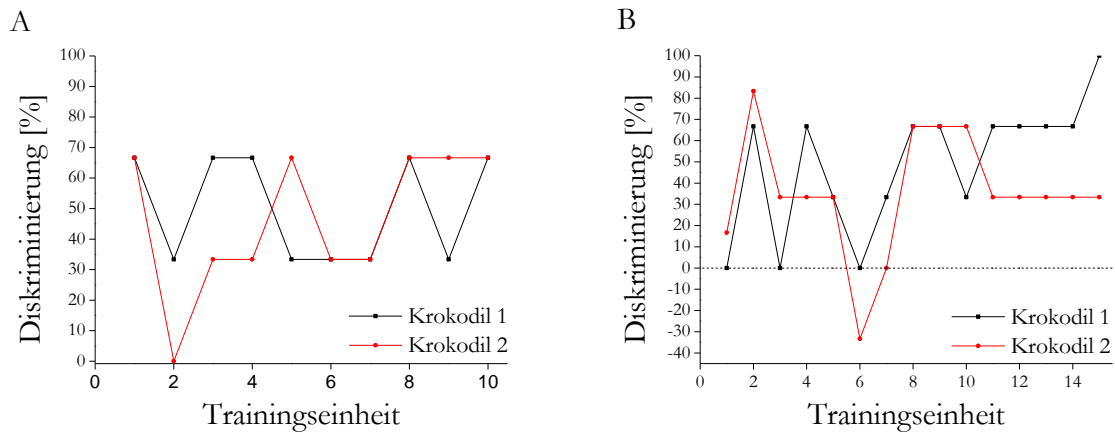 A
Diskriminierung [%]
100
90
80
70
60
50
40
30
20
10
0
0 2 4 6 8 10
Trainingseinheit
Krokodil 1
Krokodil 2
B
Diskriminierung [%]
100
90
80
70
60
50
40
30
20
10
0
-10
-20
-30
-40
0 2 4 6 8 10 12 14
Trainingseinheit
Krokodil 1
Krokodil 2